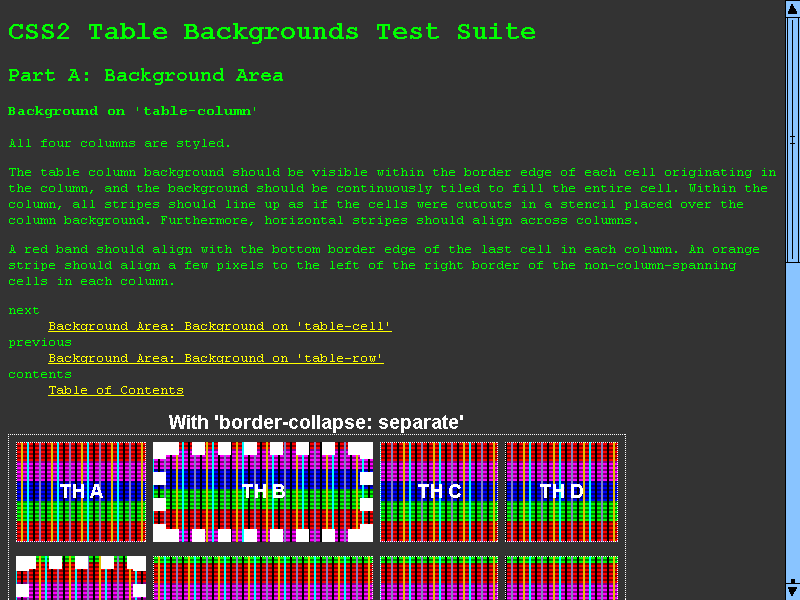 CSS2 Table Backgrounds Test Suite
Part A: Background Area
Background on 'table-column'
All four columns are styled.
The table column background should be visible within the border edge of each cell originating in
the column, and the background should be continuously tiled to fill the entire cell. Within the
column, all stripes should line up as if the cells were cutouts in a stencil placed over the
column background. Furthermore, horizontal stripes should align across columns.
A red band should align with the bottom border edge of the last cell in each column. An orange
stripe should align a few pixels to the left of the right border of the non-column-spanning
cells in each column.
next
Background Area: Background on 'table-cell'
previous
Background Area: Background on 'table-row'
contents
Table of Contents
With 'border-collapse: separate'
TH A TH B TH C TH D